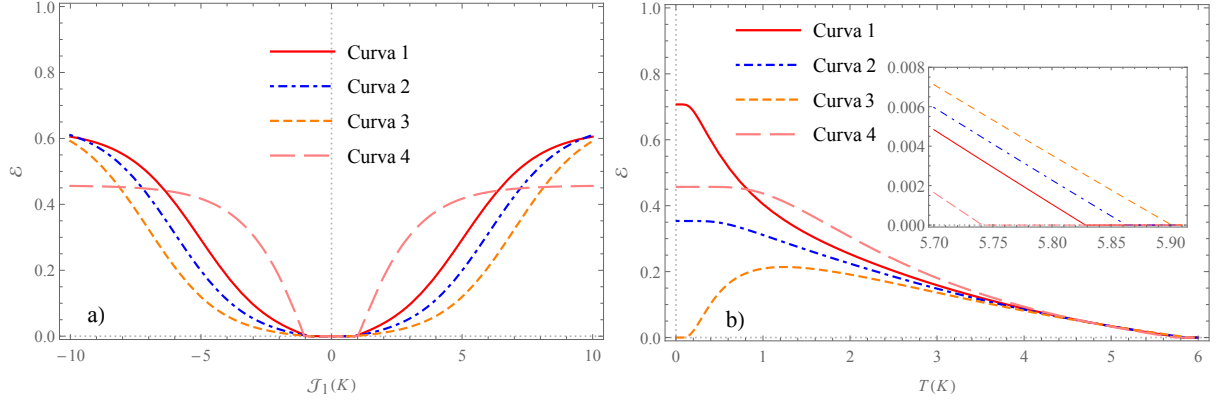 1.0
0.8
0.6
0.4
0.2
0.0
ℰ
Curva 1
Curva 2
Curva 3
Curva 4
a)
−10
−5
0
5
10
𝒥1(K)
1.0
0.8
0.6
0.4
0.2
0.0
ℰ
Curva 1
Curva 2
Curva 3
Curva 4
0.008
0.006
0.004
0.002
0.000
5.70
5.75
5.80
5.85
5.90
b)
0
1
2
3
4
5
6
T(K)